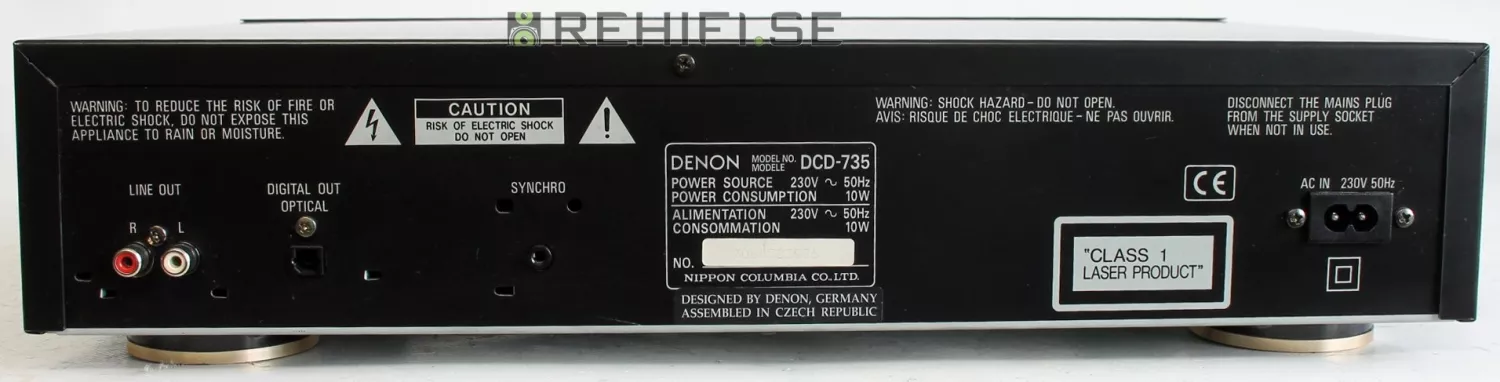 REHIFI.SE
WARNING: TO REDUCE THE RISK OF FIRE OR
ELECTRIC SHOCK, DO NOT EXPOSE THIS
APPLIANCE TO RAIN OR MOISTURE.
CAUTION
RISK OF ELECTRIC SHOCK
DO NOT OPEN
WARNING: SHOCK HAZARD – DO NOT OPEN.
AVIS: RISQUE DE CHOC ELECTRIQUE – NE PAS OUVRIR.
DISCONNECT THE MAINS PLUG
FROM THE SUPPLY SOCKET
WHEN NOT IN USE.
LINE OUT
R L
DIGITAL OUT
OPTICAL
SYNCHRO
DENON MODEL NO. MODELE DCD-735
POWER SOURCE 230V ~ 50Hz
POWER CONSUMPTION 10W
ALIMENTATION 230V ~ 50Hz
CONSOMMATION 10W
NO.
NIPPON COLUMBIA CO.,LTD.
DESIGNED BY DENON, GERMANY
ASSEMBLED IN CZECH REPUBLIC
CE
"CLASS 1
LASER PRODUCT"
AC IN 230V 50Hz